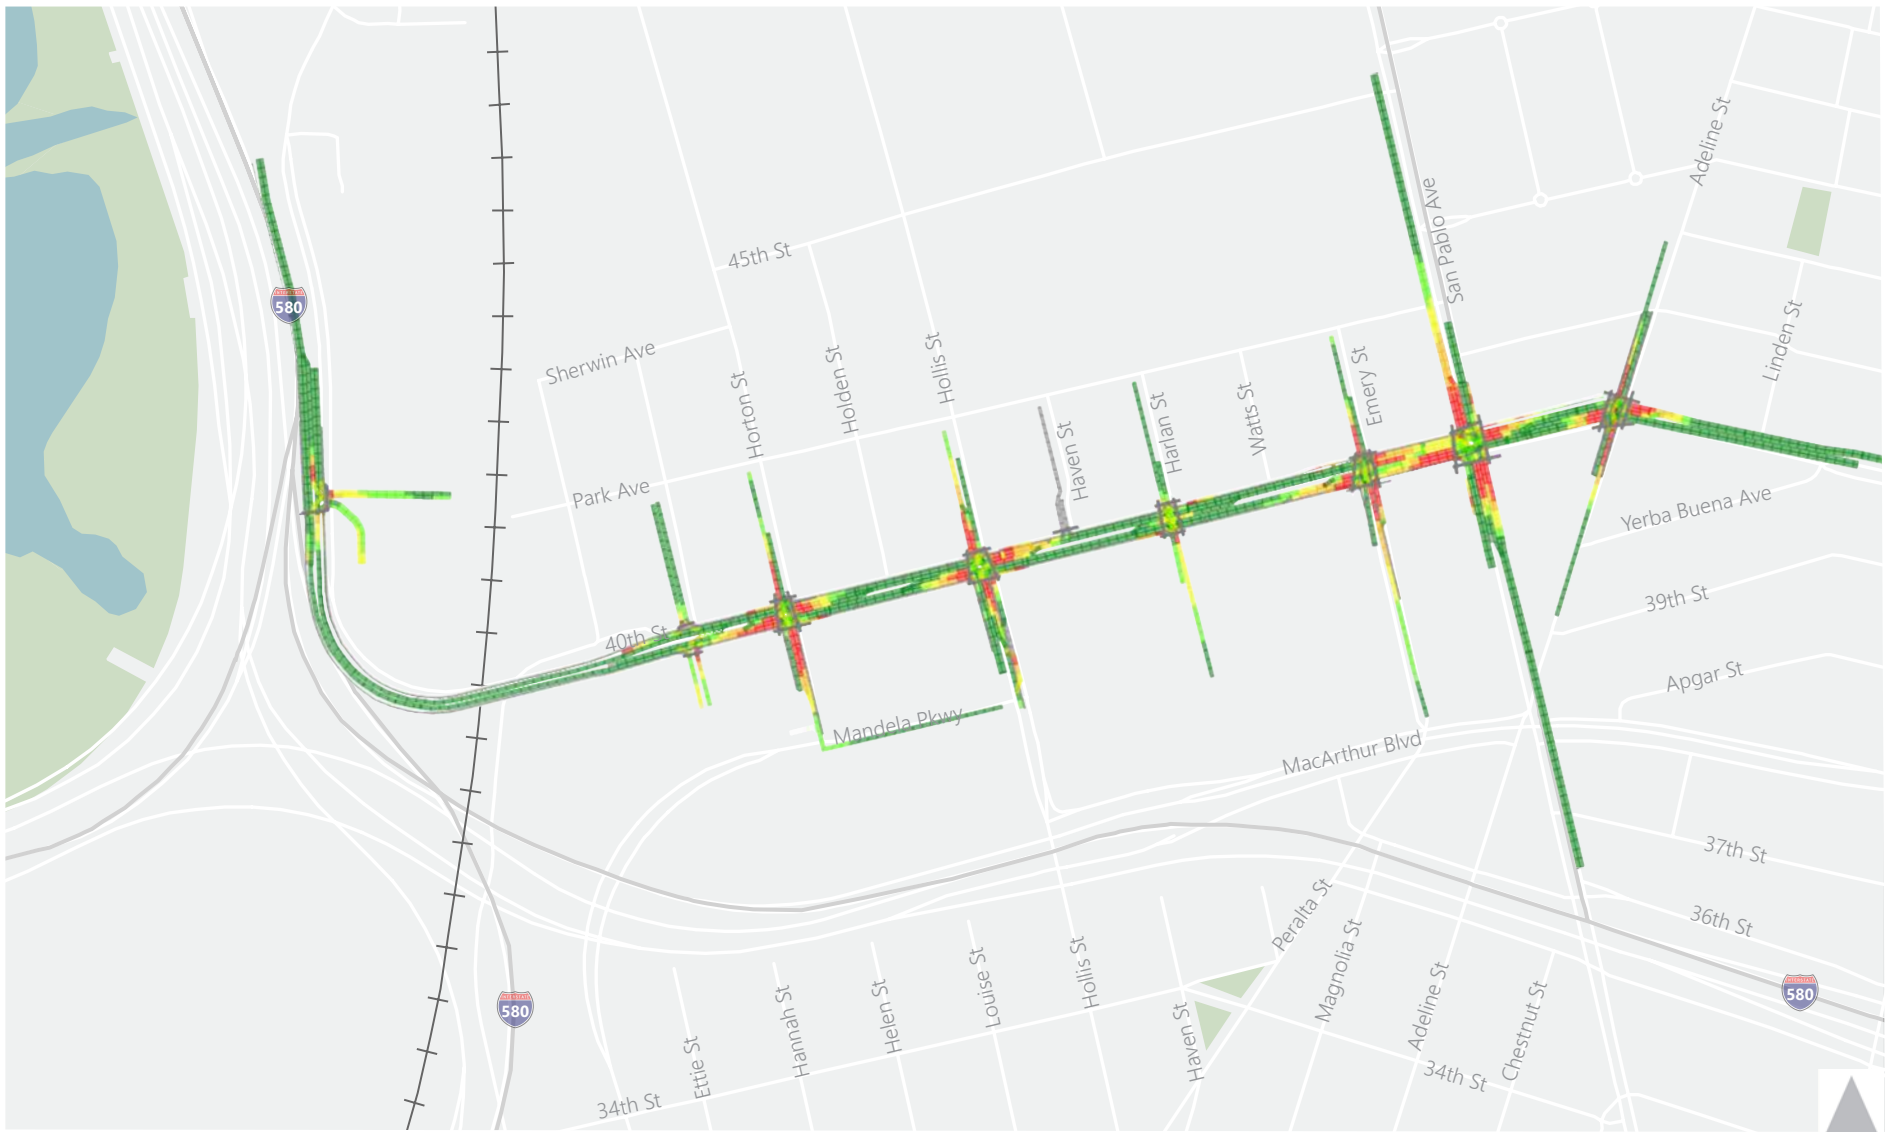 Adeline St
San Pablo Ave
45th St
580
Linden St
Sherwin Ave
Horton St
Holden St
Hollis St
Emery St
Harlan St
Watts St
Haven St
Park Ave
Yerba Buena Ave
39th St
40th St
Apgar St
Mandela Pkwy
MacArthur Blvd
37th St
36th St
Peralta St
Magnolia St
Adeline St
Chestnut St
580
580
Hollis St
Louise St
Helen St
Hannah St
Ettie St
Haven St
34th St
34th St